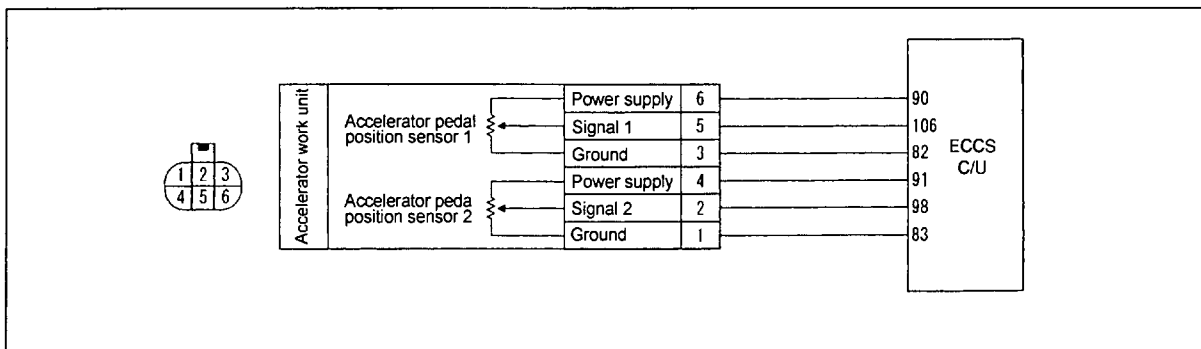 Accelerator work unit
Accelerator pedal
position sensor 1
Accelerator peda
position sensor 2
Power supply 6 90
Signal 1 5 106
Ground 3 82
Power supply 4 91
Signal 2 2 98
Ground 1 83
ECCS
C/U
1 2 3
4 5 6